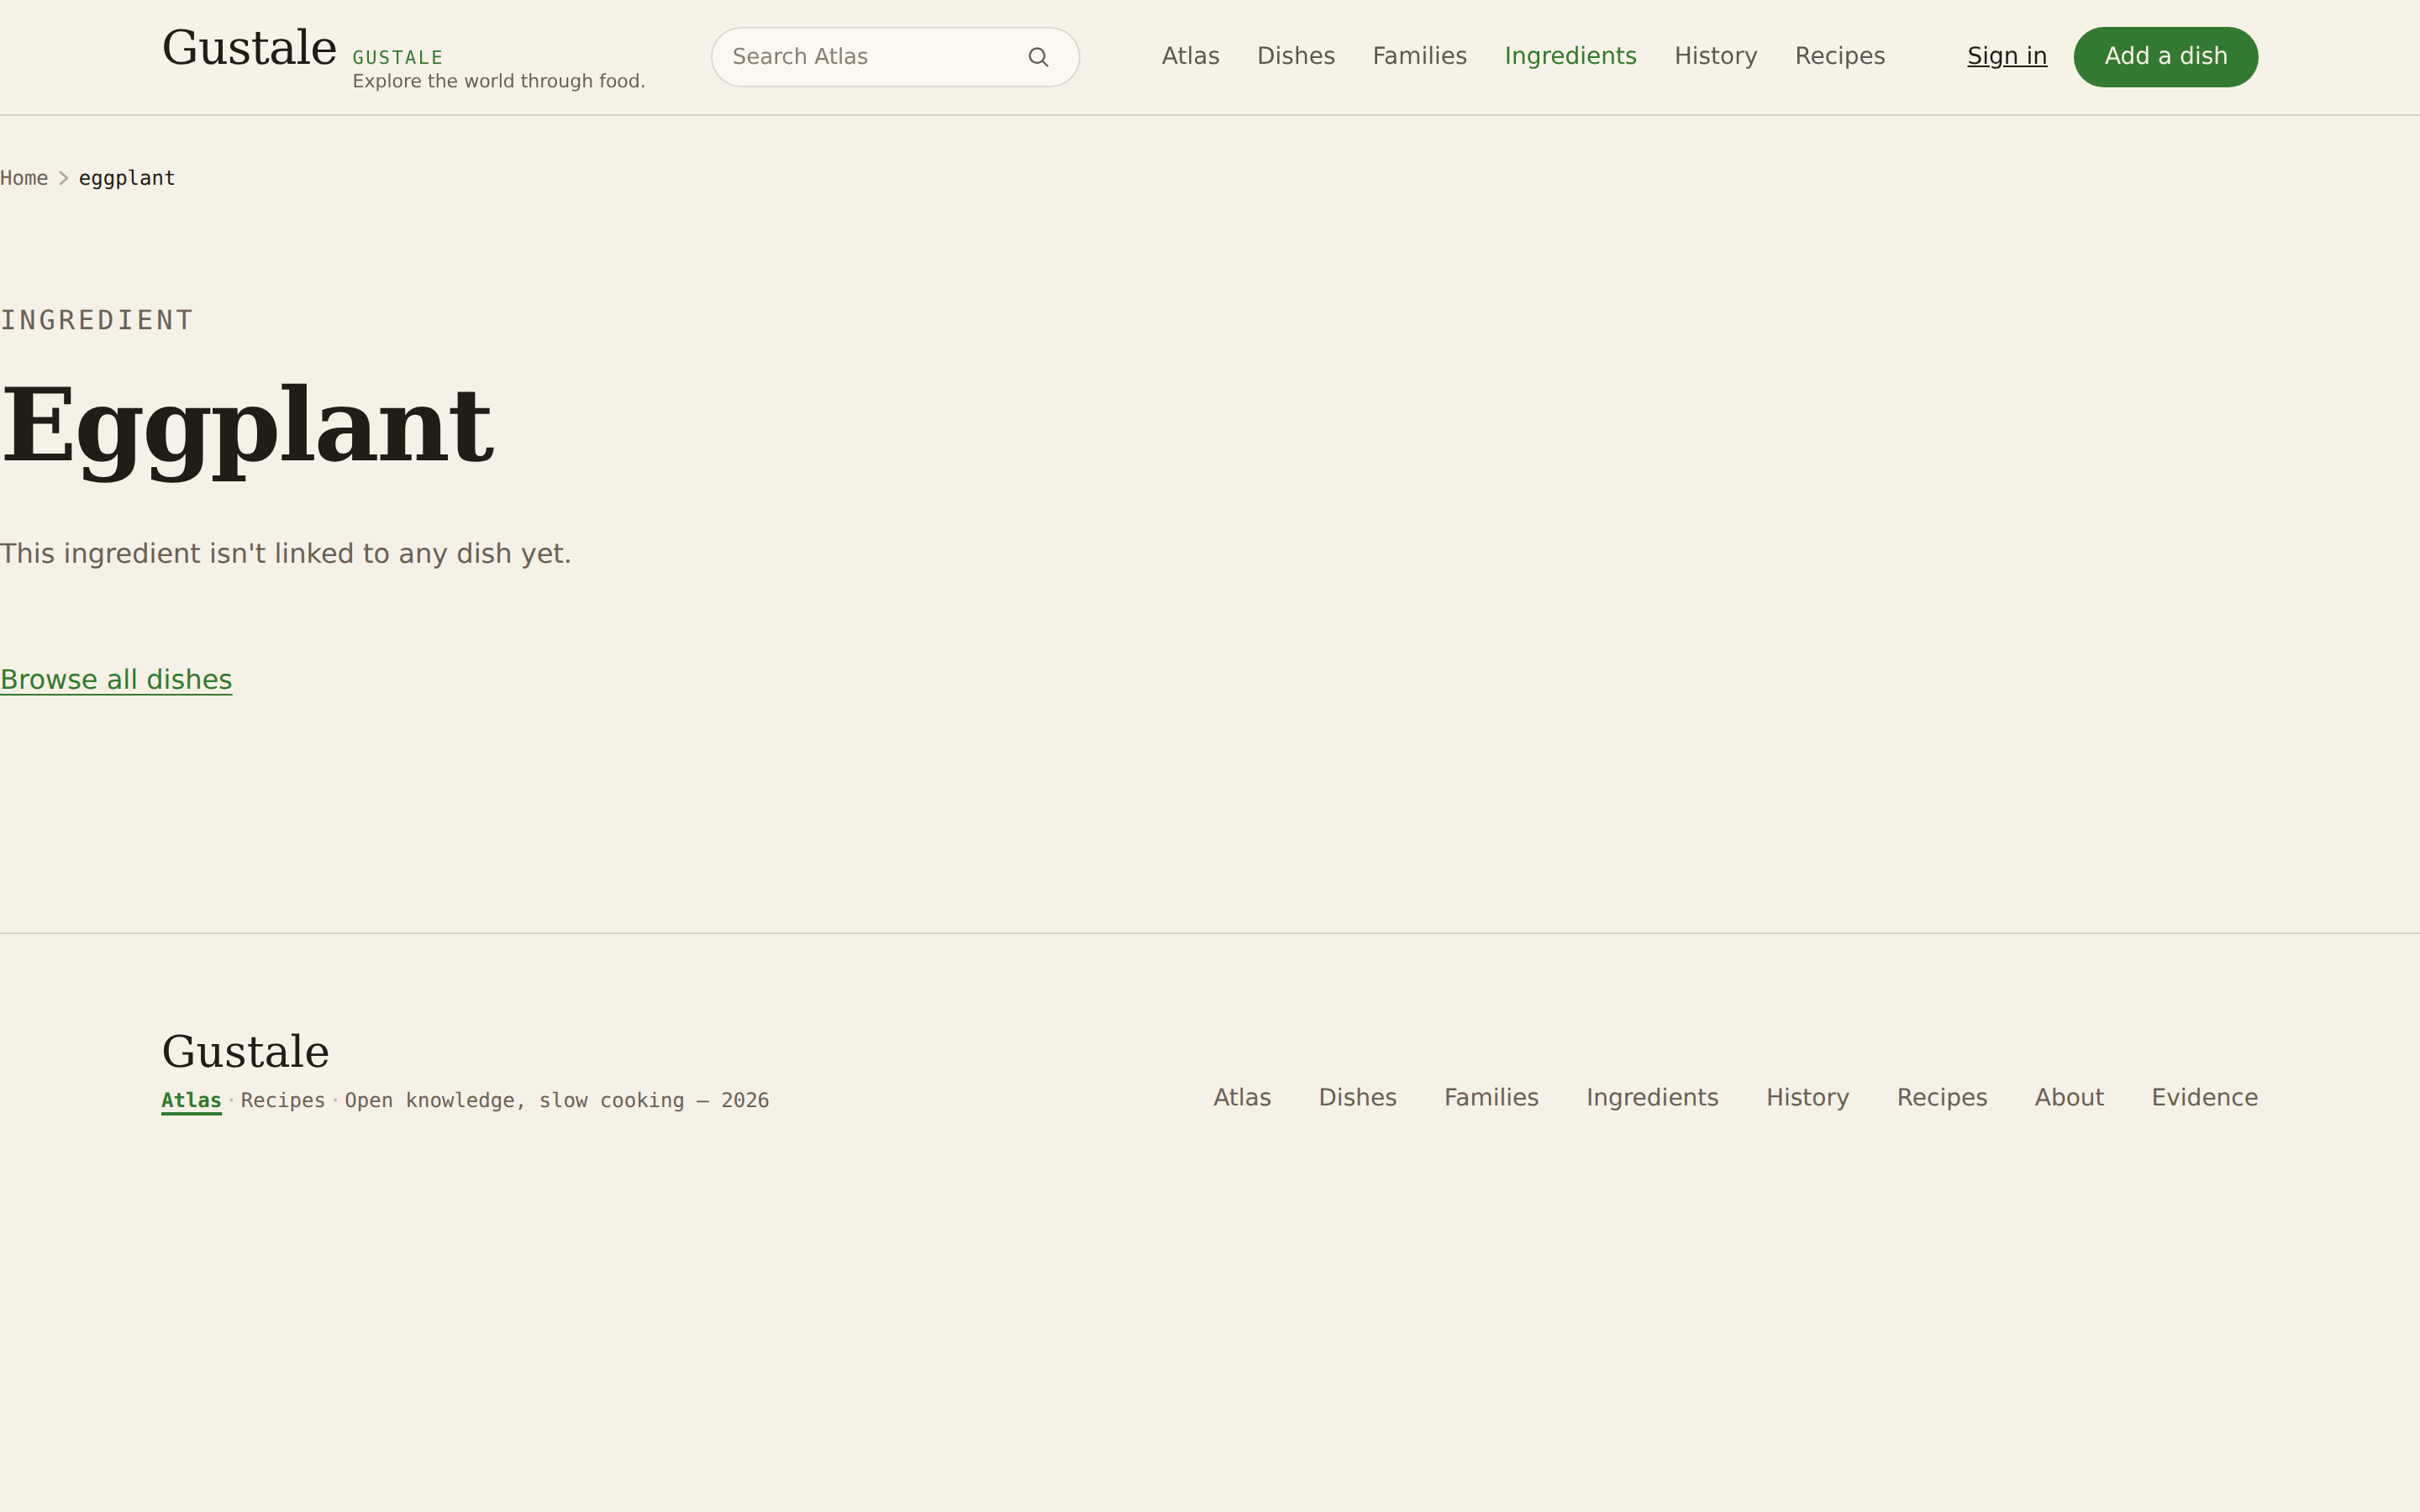 Gustale
GUSTALE
Explore the world through food.
Search Atlas
Atlas Dishes Families Ingredients History Recipes
Sign in
Add a dish
Home > eggplant
INGREDIENT
Eggplant
This ingredient isn't linked to any dish yet.
Browse all dishes
Gustale
Atlas · Recipes · Open knowledge, slow cooking — 2026
Atlas Dishes Families Ingredients History Recipes About Evidence